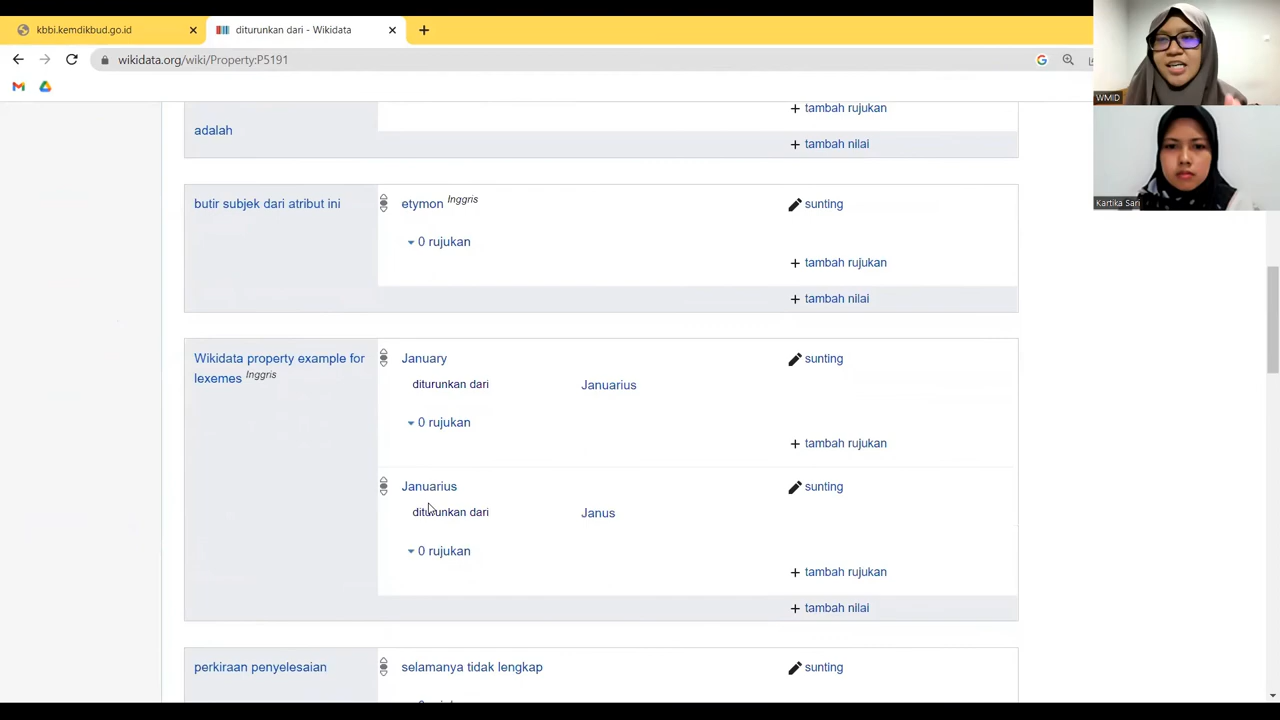 kbbi.kemdikbud.go.id
diturunkan dari - Wikidata
wikidata.org/wiki/Property:P5191
WMID
Kartika Sari
adalah
+ tambah rujukan
+ tambah nilai
butir subjek dari atribut ini
etymon Inggris
sunting
0 rujukan
+ tambah rujukan
+ tambah nilai
Wikidata property example for
lexemes Inggris
January
sunting
diturunkan dari Januarius
0 rujukan
+ tambah rujukan
Januarius
sunting
diturunkan dari Janus
0 rujukan
+ tambah rujukan
+ tambah nilai
perkiraan penyelesaian
selamanya tidak lengkap
sunting